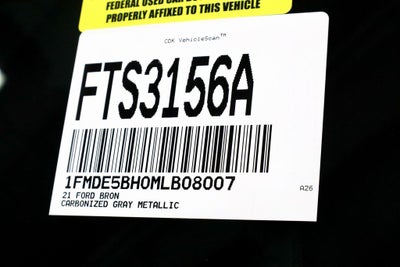 FEDERAL USED CAR
PROPERLY AFFIXED TO THIS VEHICLE
CDK VehicleScan™
FTS3156A
1FMDE5BH0MLB08007
21 FORD BRON
A26
CARBONIZED GRAY METALLIC